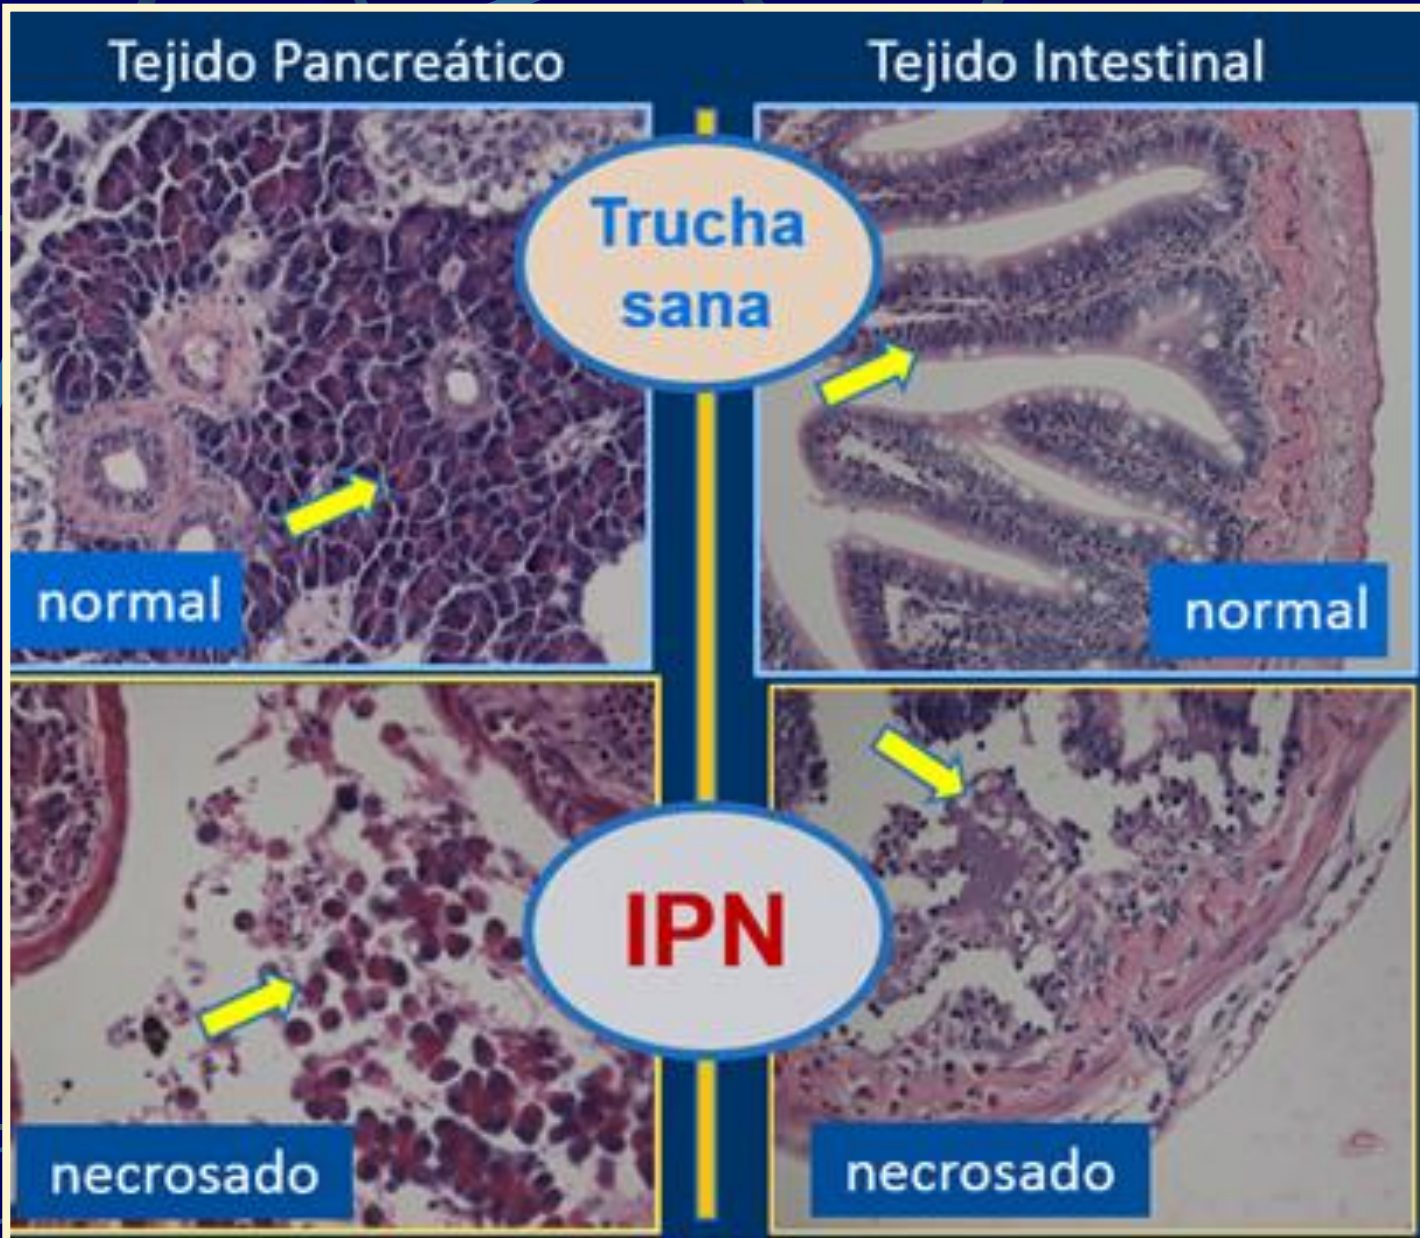 Tejido Pancreático
Tejido Intestinal
Trucha
sana
normal
normal
IPN
necrosado
necrosado